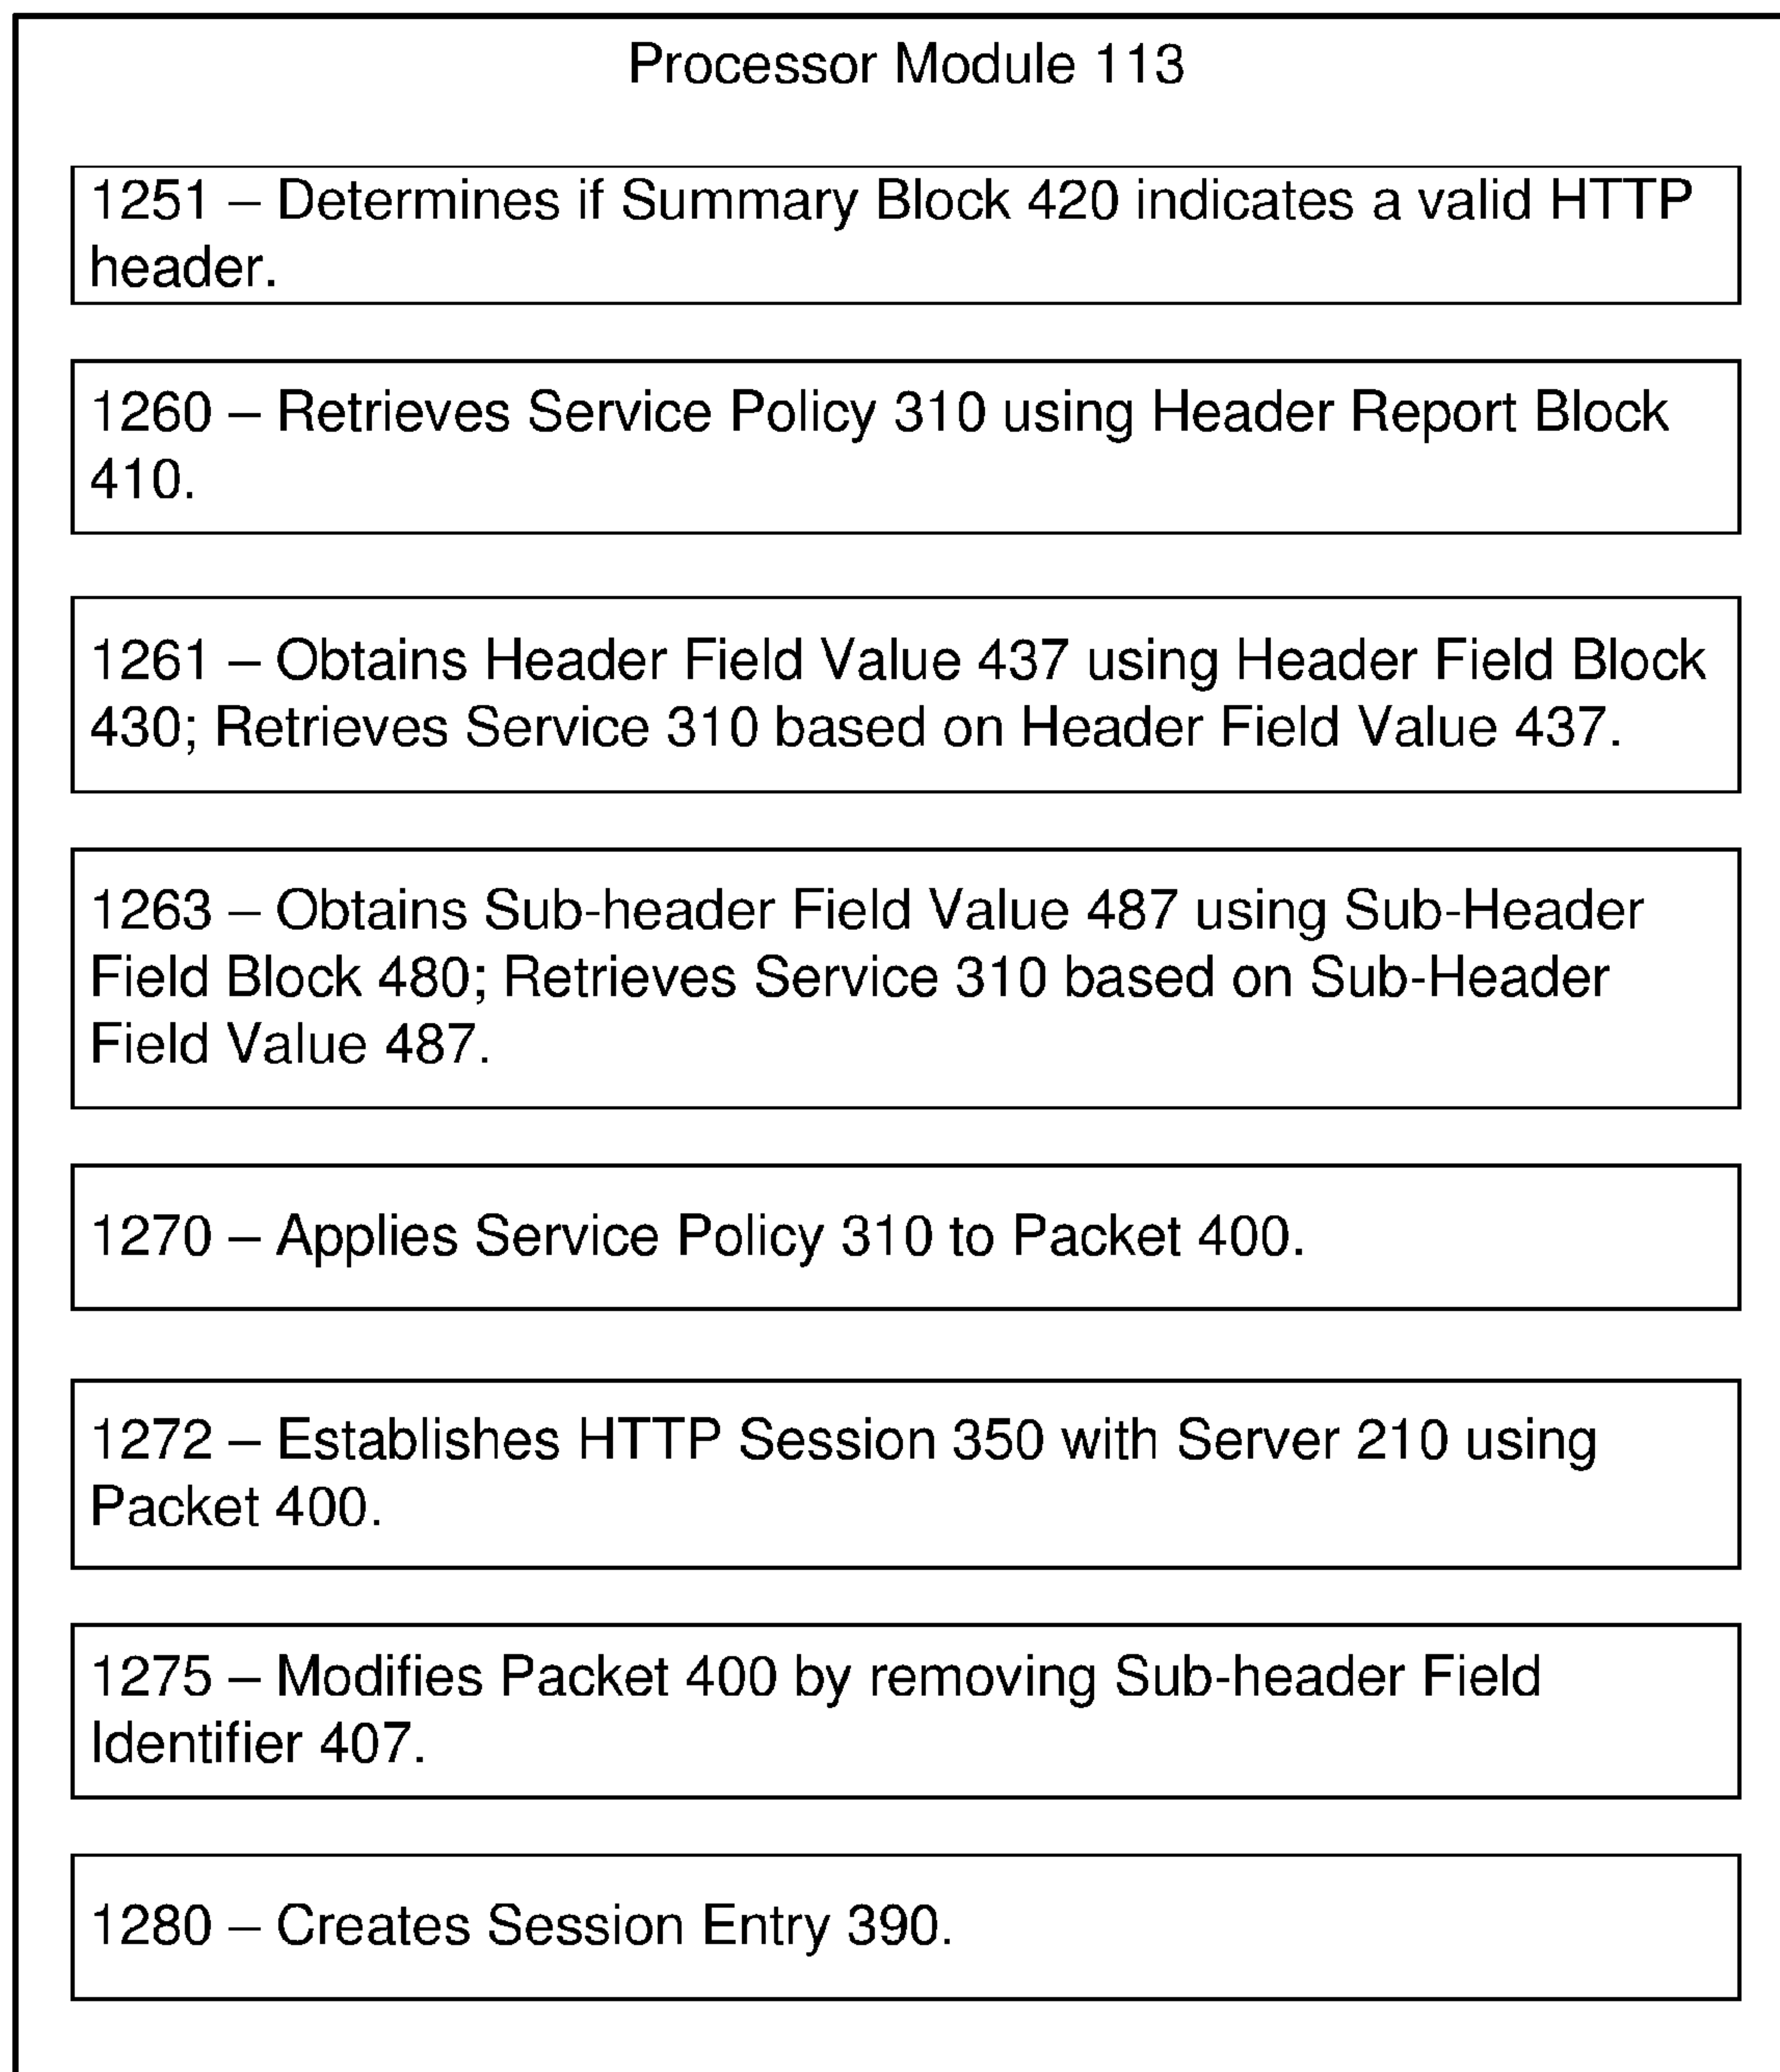 Processor Module 113
1251 – Determines if Summary Block 420 indicates a valid HTTP
header.
1260 – Retrieves Service Policy 310 using Header Report Block
410.
1261 – Obtains Header Field Value 437 using Header Field Block
430; Retrieves Service 310 based on Header Field Value 437.
1263 – Obtains Sub-header Field Value 487 using Sub-Header
Field Block 480; Retrieves Service 310 based on Sub-Header
Field Value 487.
1270 – Applies Service Policy 310 to Packet 400.
1272 – Establishes HTTP Session 350 with Server 210 using
Packet 400.
1275 – Modifies Packet 400 by removing Sub-header Field
Identifier 407.
1280 – Creates Session Entry 390.